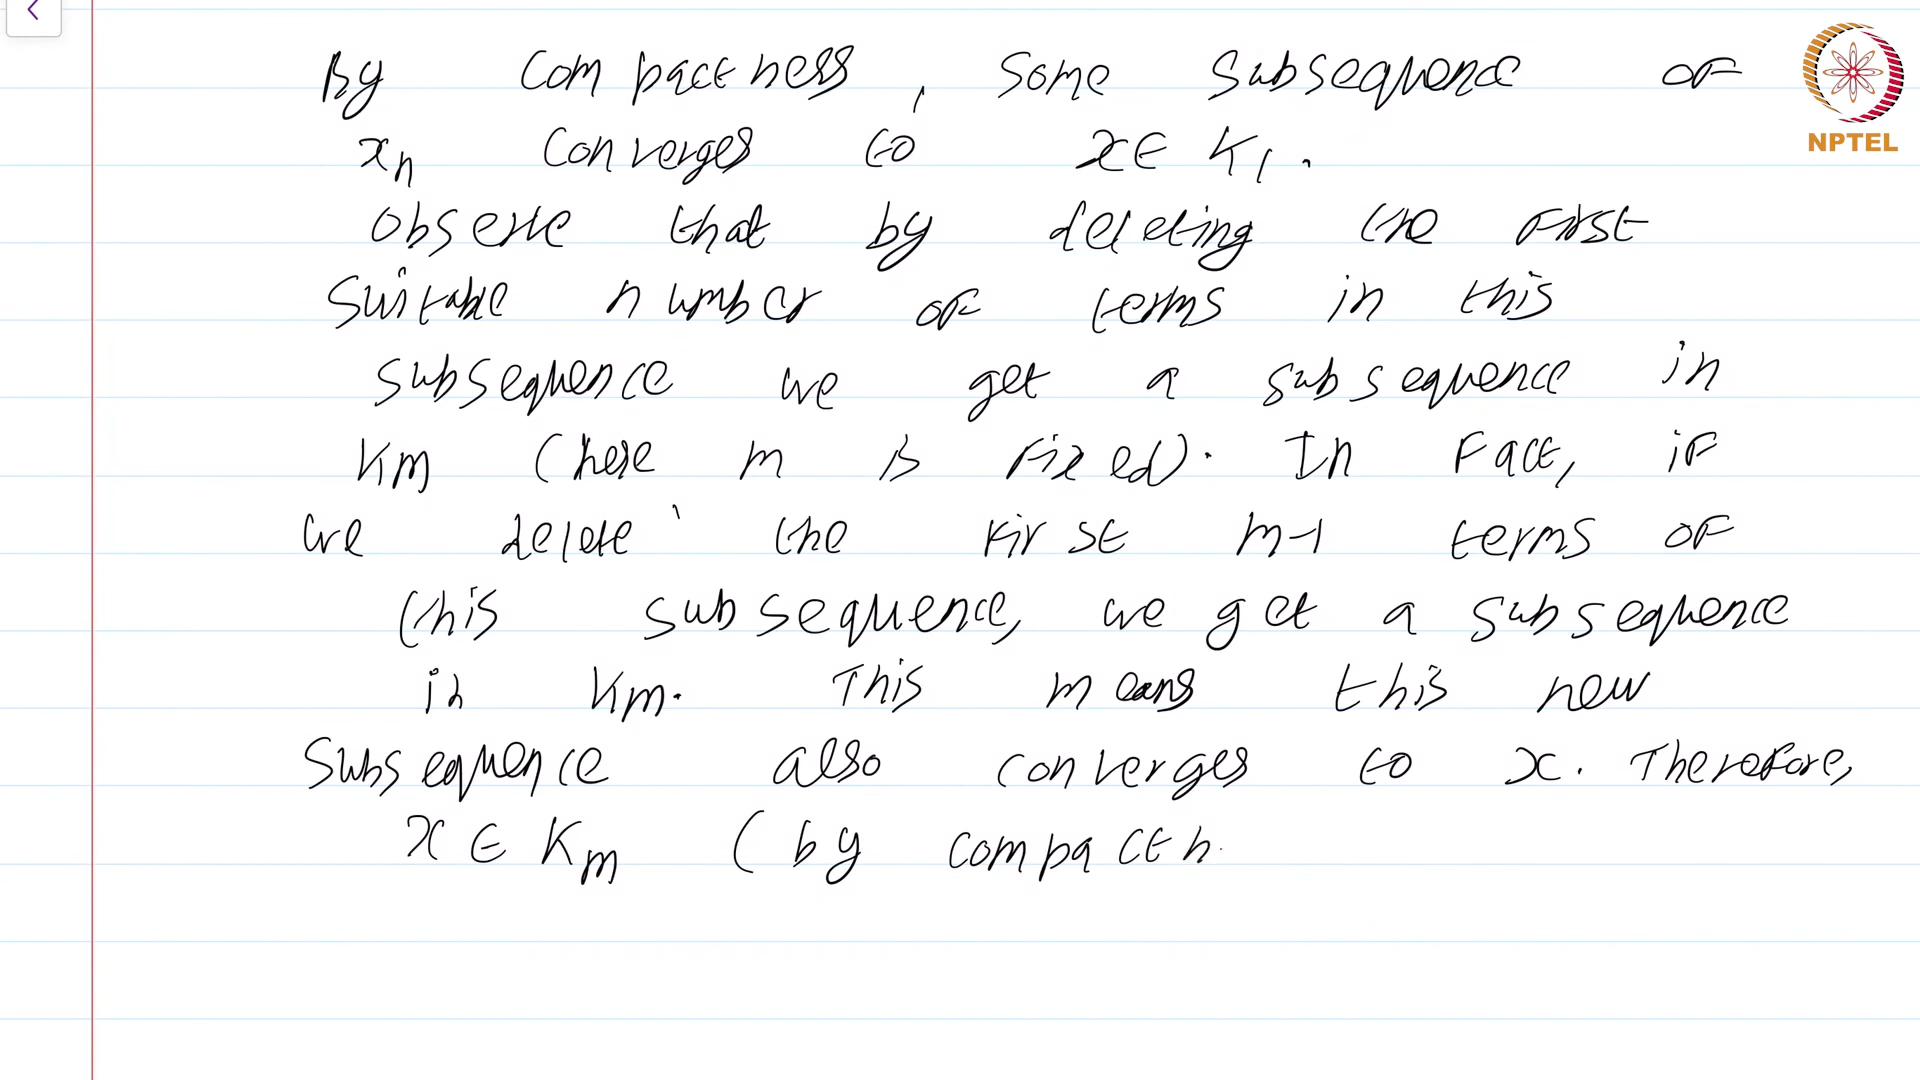 By compactness, some subsequence of
xn converges to x ∈ K1.
observe that by deleting the first
suitable number of terms in this
subsequence we get a subsequence in
Km (here m is fixed). In fact, if
we delete the first m-1 terms of
this subsequence, we get a subsequence
in Km. This means this new
subsequence also converges to x. Therefore,
x ∈ Km (by compactn
NPTEL